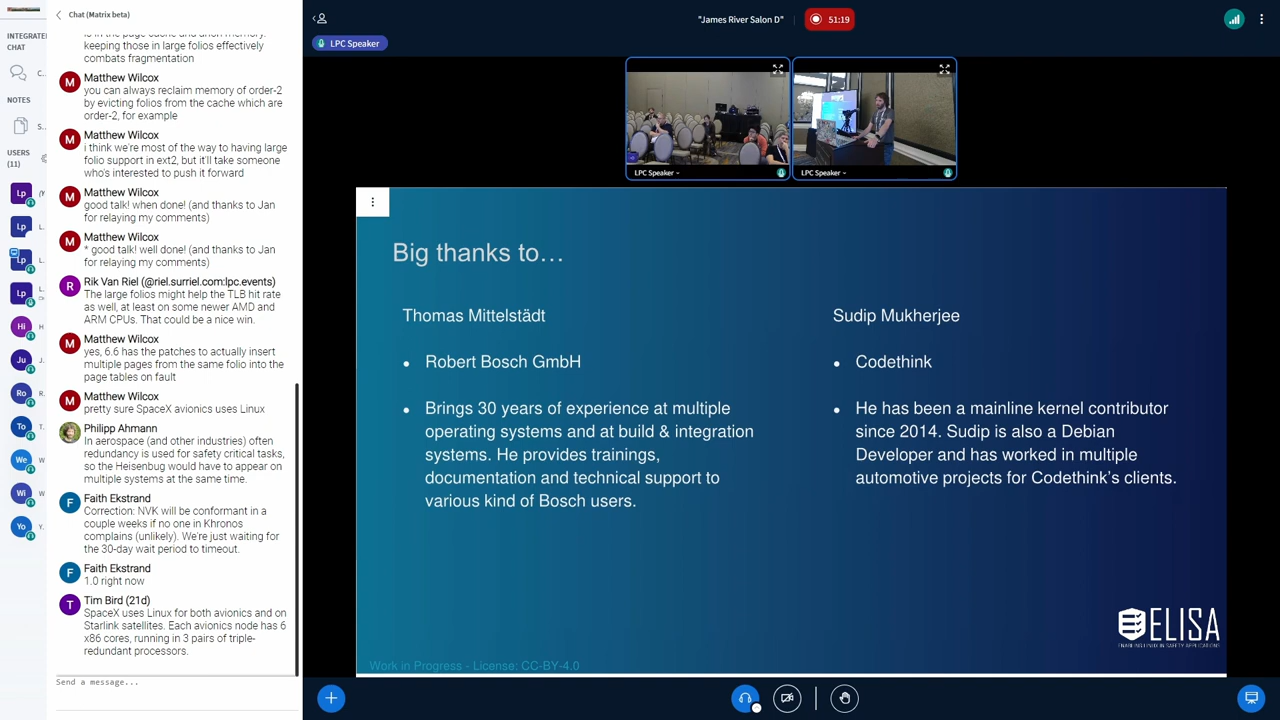 Chat (Matrix beta)
INTEGRATE
CHAT
C...
NOTES
S...
USERS
(11)
Lp
Lp
L...
Lp
L...
Lp
L...
Hi
H
Ju
J...
Ro
R...
To
T...
We
W
Wi
W
Yo
Y...
is in the page cache and anon memory.
keeping those in large folios effectively
combats fragmentation
M
Matthew Wilcox
you can always reclaim memory of order-2
by evicting folios from the cache which are
order-2, for example
M
Matthew Wilcox
i think we're most of the way to having large
folio support in ext2, but it'll take someone
who's interested to push it forward
M
Matthew Wilcox
good talk! when done! (and thanks to Jan
for relaying my comments)
M
Matthew Wilcox
* good talk! well done! (and thanks to Jan
for relaying my comments)
R
Rik Van Riel (@riel.surriel.com:lpc.events)
The large folios might help the TLB hit rate
as well, at least on some newer AMD and
ARM CPUs. That could be a nice win.
M
Matthew Wilcox
yes, 6.6 has the patches to actually insert
multiple pages from the same folio into the
page tables on fault
M
Matthew Wilcox
pretty sure SpaceX avionics uses Linux
Philipp Ahmann
In aerospace (and other industries) often
redundancy is used for safety critical tasks,
so the Heisenbug would have to appear on
multiple systems at the same time.
F
Faith Ekstrand
Correction: NVK will be conformant in a
couple weeks if no one in Khronos
complains (unlikely). We're just waiting for
the 30-day wait period to timeout.
F
Faith Ekstrand
1.0 right now
T
Tim Bird (21d)
SpaceX uses Linux for both avionics and on
Starlink satellites. Each avionics node has 6
x86 cores, running in 3 pairs of triple-
redundant processors.
Send a message...
"James River Salon D"
51:19
LPC Speaker
LPC Speaker
LPC Speaker
Big thanks to…
Thomas Mittelstädt
• Robert Bosch GmbH
• Brings 30 years of experience at multiple
operating systems and at build & integration
systems. He provides trainings,
documentation and technical support to
various kind of Bosch users.
Sudip Mukherjee
• Codethink
• He has been a mainline kernel contributor
since 2014. Sudip is also a Debian
Developer and has worked in multiple
automotive projects for Codethink's clients.
ELISA
ENABLING LINUX IN SAFETY APPLICATIONS
Work in Progress - License: CC-BY-4.0